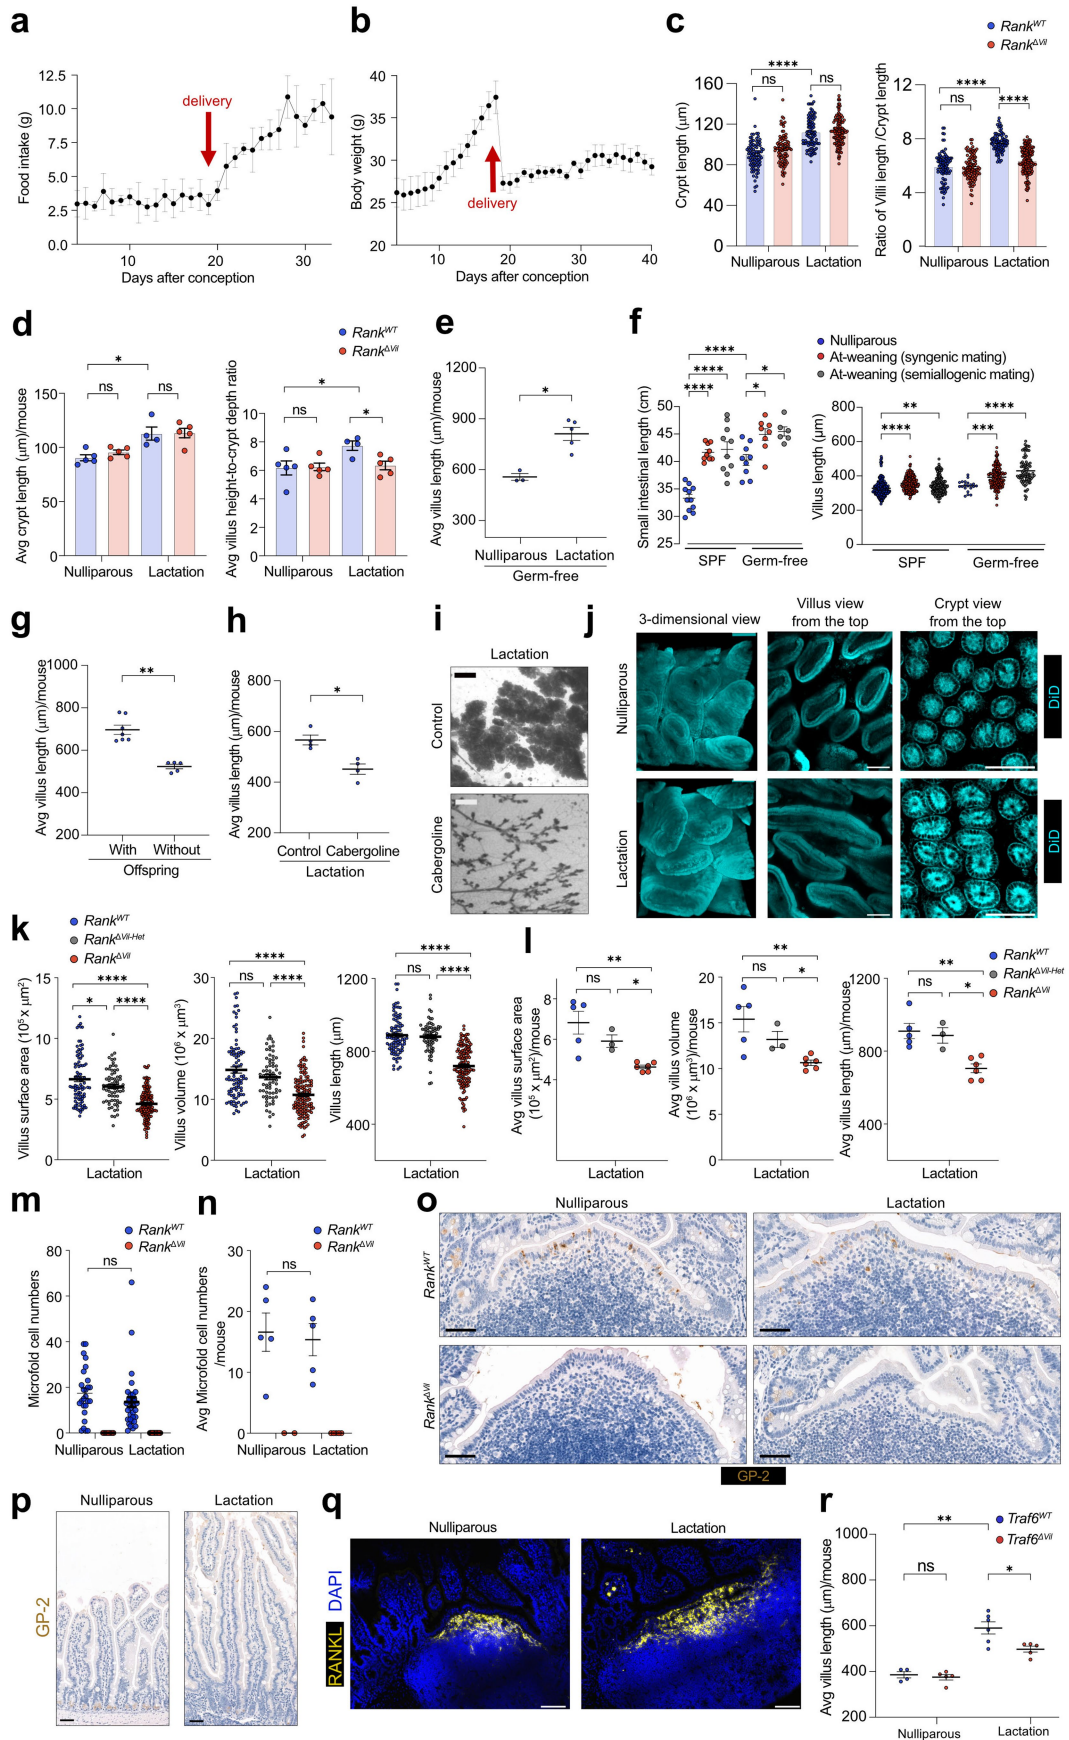 a
Food intake (g)
12.5
10.0
7.5
5.0
2.5
0.0
delivery
10 20 30
Days after conception
b
Body weight (g)
40
35
30
25
20
delivery
10 20 30 40
Days after conception
c
Rank^WT
Rank^ΔVil
Crypt length (μm)
160
120
80
40
0
**** ns ns
Nulliparous Lactation
Ratio of Villi length /Crypt length
12
8
4
0
**** ns ****
Nulliparous Lactation
d
Rank^WT
Rank^ΔVil
Avg crypt length (μm)/mouse
150
100
50
0
* ns ns
Nulliparous Lactation
Avg villus height-to-crypt depth ratio
10
8
6
4
2
0
* ns *
Nulliparous Lactation
e
Avg villus length (μm)/mouse
1200
900
600
300
*
Nulliparous Lactation
Germ-free
f
Nulliparous
At-weaning (syngenic mating)
At-weaning (semiallogenic mating)
Small intestinal length (cm)
50
45
40
35
30
25
****
**** *
**** *
SPF Germ-free
Villus length (μm)
800
600
400
200
0
** ****
**** ***
SPF Germ-free
g
Avg villus length (μm)/mouse
1000
800
600
400
200
**
With Without
Offspring
h
Avg villus length (μm)/mouse
800
600
400
200
*
Control Cabergoline
Lactation
i
Lactation
Control
Cabergoline
j
3-dimensional view
Villus view
from the top
Crypt view
from the top
Nulliparous
DiD
Lactation
DiD
k
Rank^WT
Rank^ΔVil-Het
Rank^ΔVil
Villus surface area (10⁵ x μm²)
15
10
5
0
****
* ****
Lactation
Villus volume (10⁶ x μm³)
30
20
10
0
****
ns ****
Lactation
Villus length (μm)
1200
800
400
****
ns ****
Lactation
l
Rank^WT
Rank^ΔVil-Het
Rank^ΔVil
Avg villus surface area
(10⁵ x μm²)/mouse
8
6
4
**
ns *
Lactation
Avg villus volume
(10⁶ x μm³)/mouse
20
15
10
5
0
**
ns *
Lactation
Avg villus length (μm)/mouse
1200
800
400
**
ns *
Lactation
m
Rank^WT
Rank^ΔVil
Microfold cell numbers
80
60
40
20
0
ns
Nulliparous Lactation
n
Rank^WT
Rank^ΔVil
Avg Microfold cell numbers
/mouse
30
20
10
0
ns
Nulliparous Lactation
o
Nulliparous Lactation
Rank^WT
Rank^ΔVil
GP-2
p
Nulliparous Lactation
GP-2
q
Nulliparous Lactation
RANKL DAPI
r
Traf6^WT
Traf6^ΔVil
Avg villus length (μm)/mouse
1000
800
600
400
200
**
ns *
Nulliparous Lactation